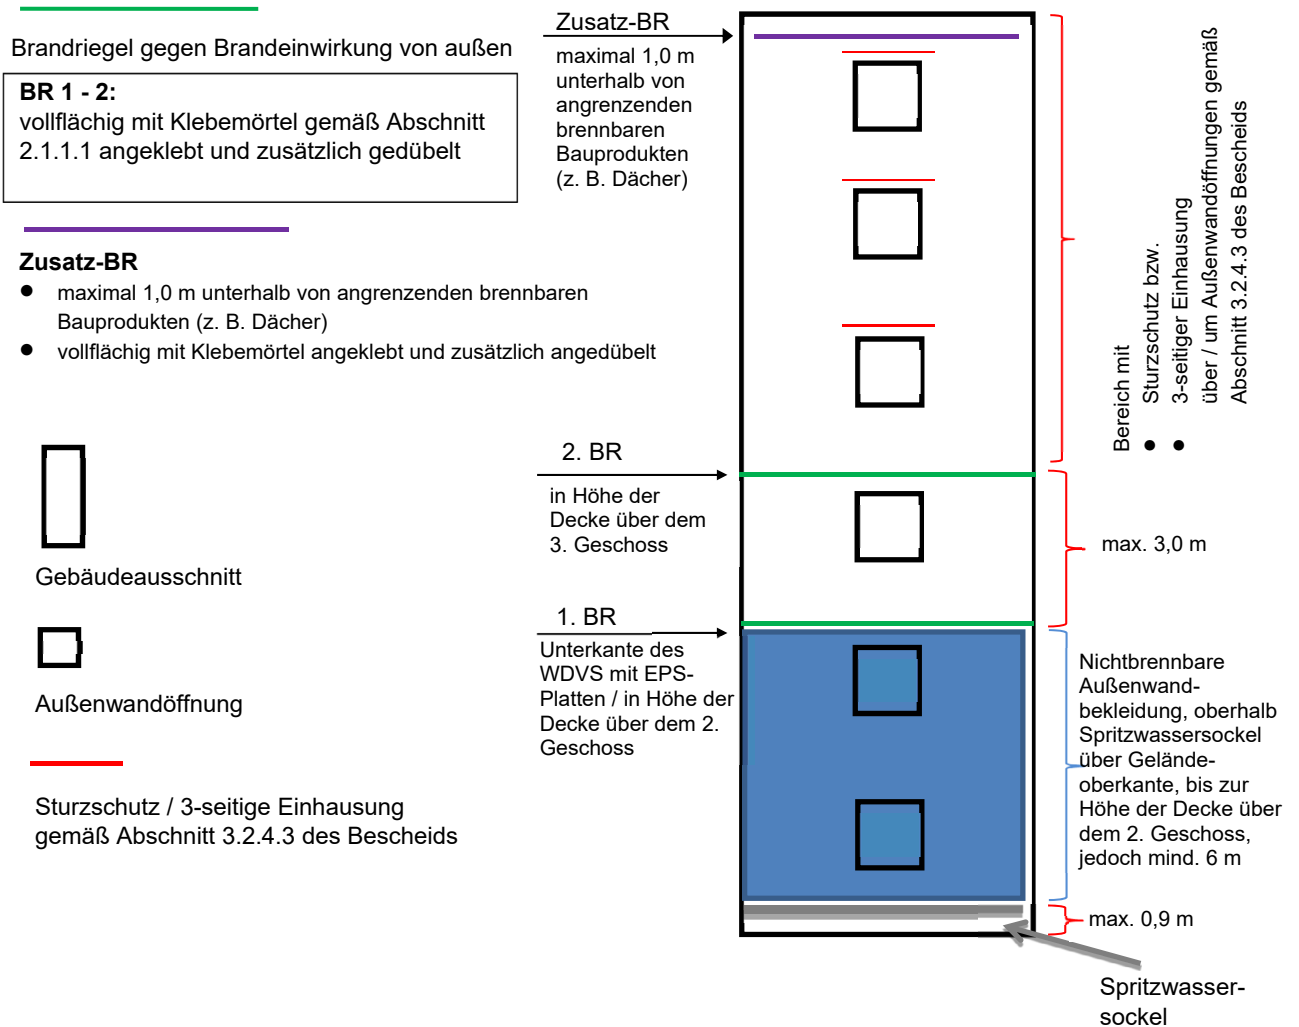 Brandriegel gegen Brandeinwirkung von außen
BR 1 - 2:
vollflächig mit Klebemörtel gemäß Abschnitt
2.1.1.1 angeklebt und zusätzlich gedübelt
Zusatz-BR
● maximal 1,0 m unterhalb von angrenzenden brennbaren
Bauprodukten (z. B. Dächer)
● vollflächig mit Klebemörtel angeklebt und zusätzlich angedübelt
Gebäudeausschnitt
Außenwandöffnung
Sturzschutz / 3-seitige Einhausung
gemäß Abschnitt 3.2.4.3 des Bescheids
Zusatz-BR
maximal 1,0 m
unterhalb von
angrenzenden
brennbaren
Bauprodukten
(z. B. Dächer)
2. BR
in Höhe der
Decke über dem
3. Geschoss
1. BR
Unterkante des
WDVS mit EPS-
Platten / in Höhe der
Decke über dem 2.
Geschoss
Bereich mit
● Sturzschutz bzw.
● 3-seitiger Einhausung
über / um Außenwandöffnungen gemäß
Abschnitt 3.2.4.3 des Bescheids
max. 3,0 m
Nichtbrennbare
Außenwand-
bekleidung, oberhalb
Spritzwassersockel
über Gelände-
oberkante, bis zur
Höhe der Decke über
dem 2. Geschoss,
jedoch mind. 6 m
max. 0,9 m
Spritzwasser-
sockel